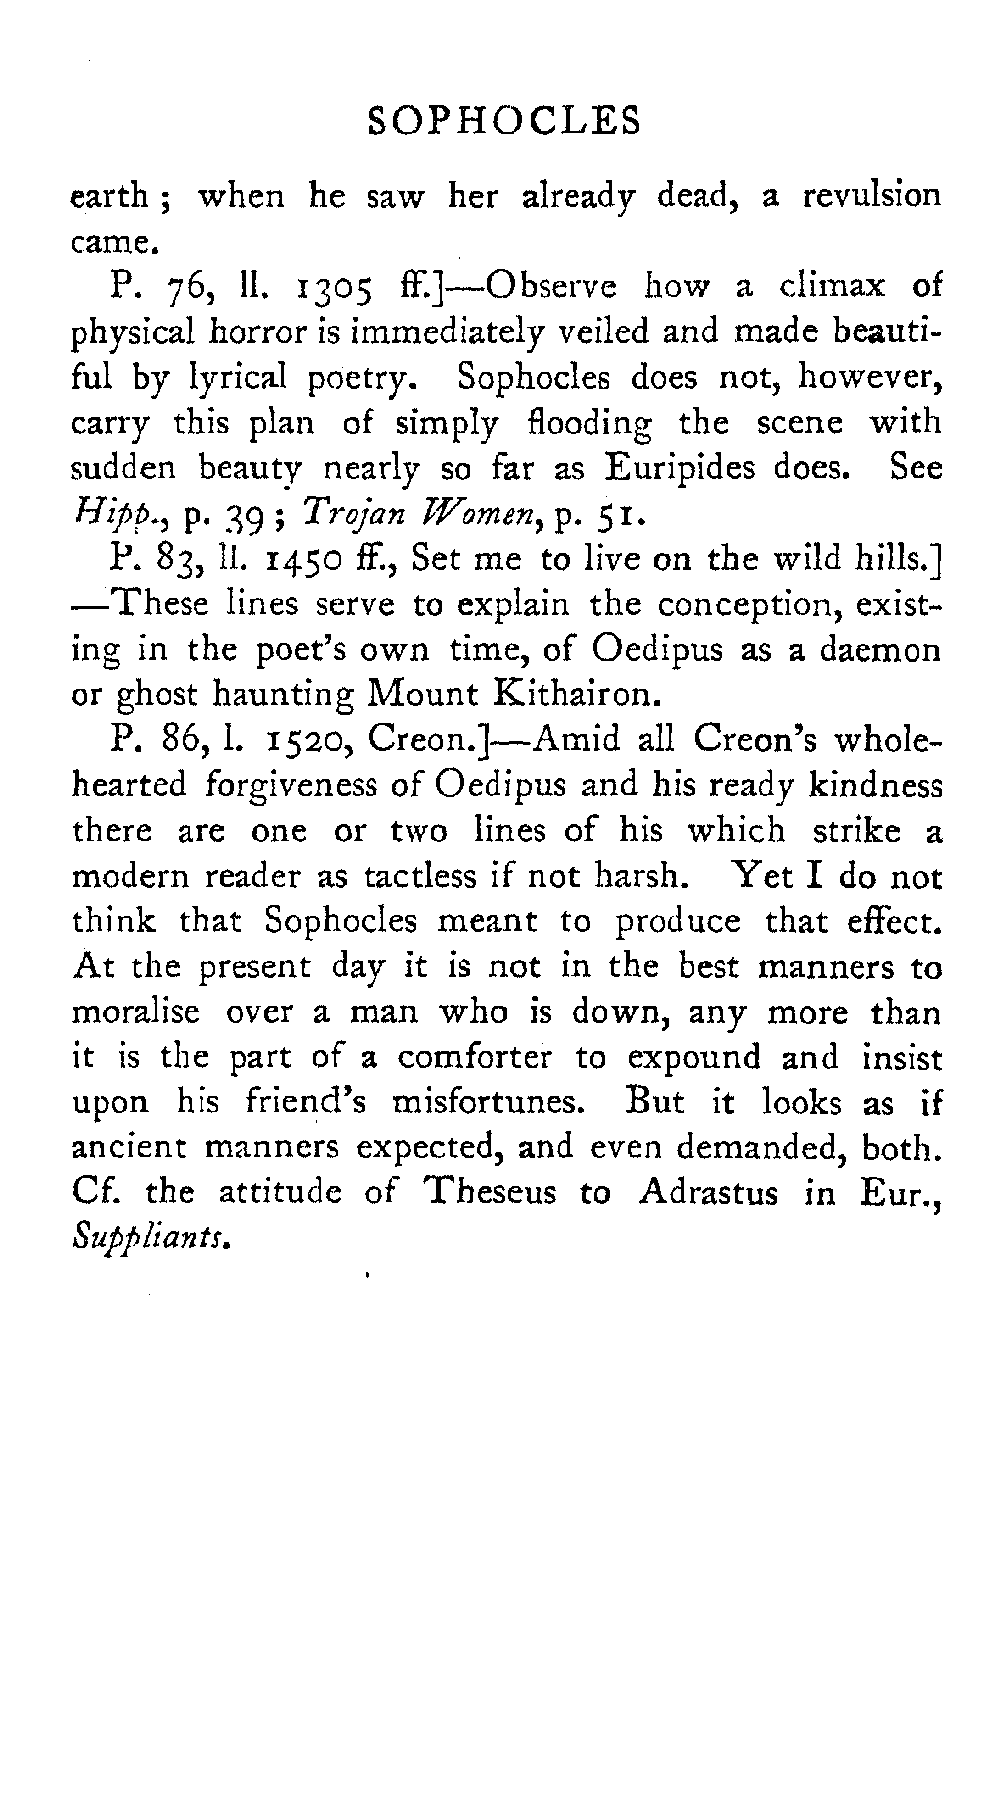 SOPHOCLES
earth ; when he saw her already dead, a revulsion
came.
P. 76, ll. 1305 ff.]—Observe how a climax of
physical horror is immediately veiled and made beauti-
ful by lyrical poetry. Sophocles does not, however,
carry this plan of simply flooding the scene with
sudden beauty nearly so far as Euripides does. See
Hipp., p. 39 ; Trojan Women, p. 51.
P. 83, ll. 1450 ff., Set me to live on the wild hills.]
—These lines serve to explain the conception, exist-
ing in the poet's own time, of Oedipus as a daemon
or ghost haunting Mount Kithairon.
P. 86, l. 1520, Creon.]—Amid all Creon's whole-
hearted forgiveness of Oedipus and his ready kindness
there are one or two lines of his which strike a
modern reader as tactless if not harsh. Yet I do not
think that Sophocles meant to produce that effect.
At the present day it is not in the best manners to
moralise over a man who is down, any more than
it is the part of a comforter to expound and insist
upon his friend's misfortunes. But it looks as if
ancient manners expected, and even demanded, both.
Cf. the attitude of Theseus to Adrastus in Eur.,
Suppliants.